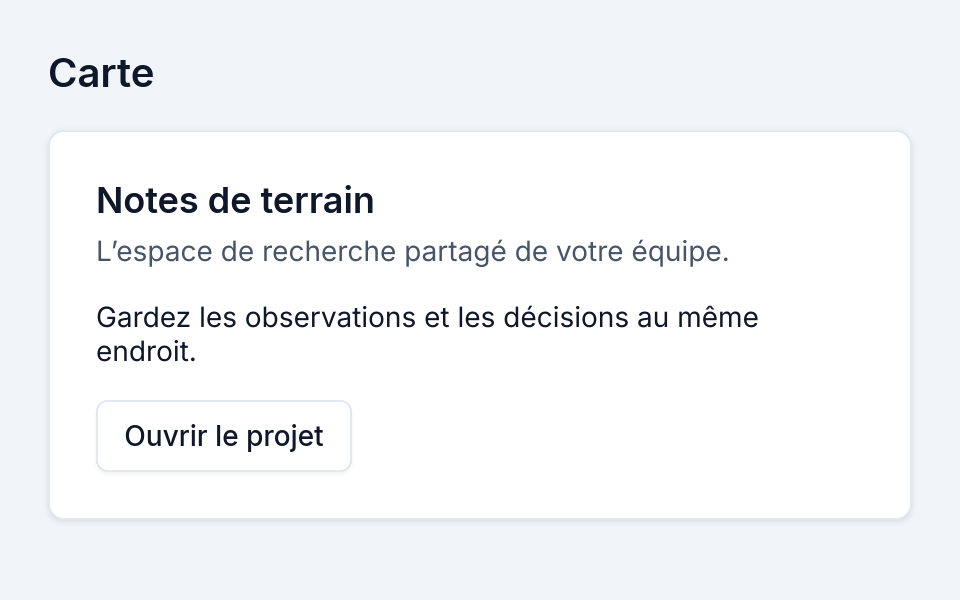 Carte
Notes de terrain
L’espace de recherche partagé de votre équipe.
Gardez les observations et les décisions au même
endroit.
Ouvrir le projet